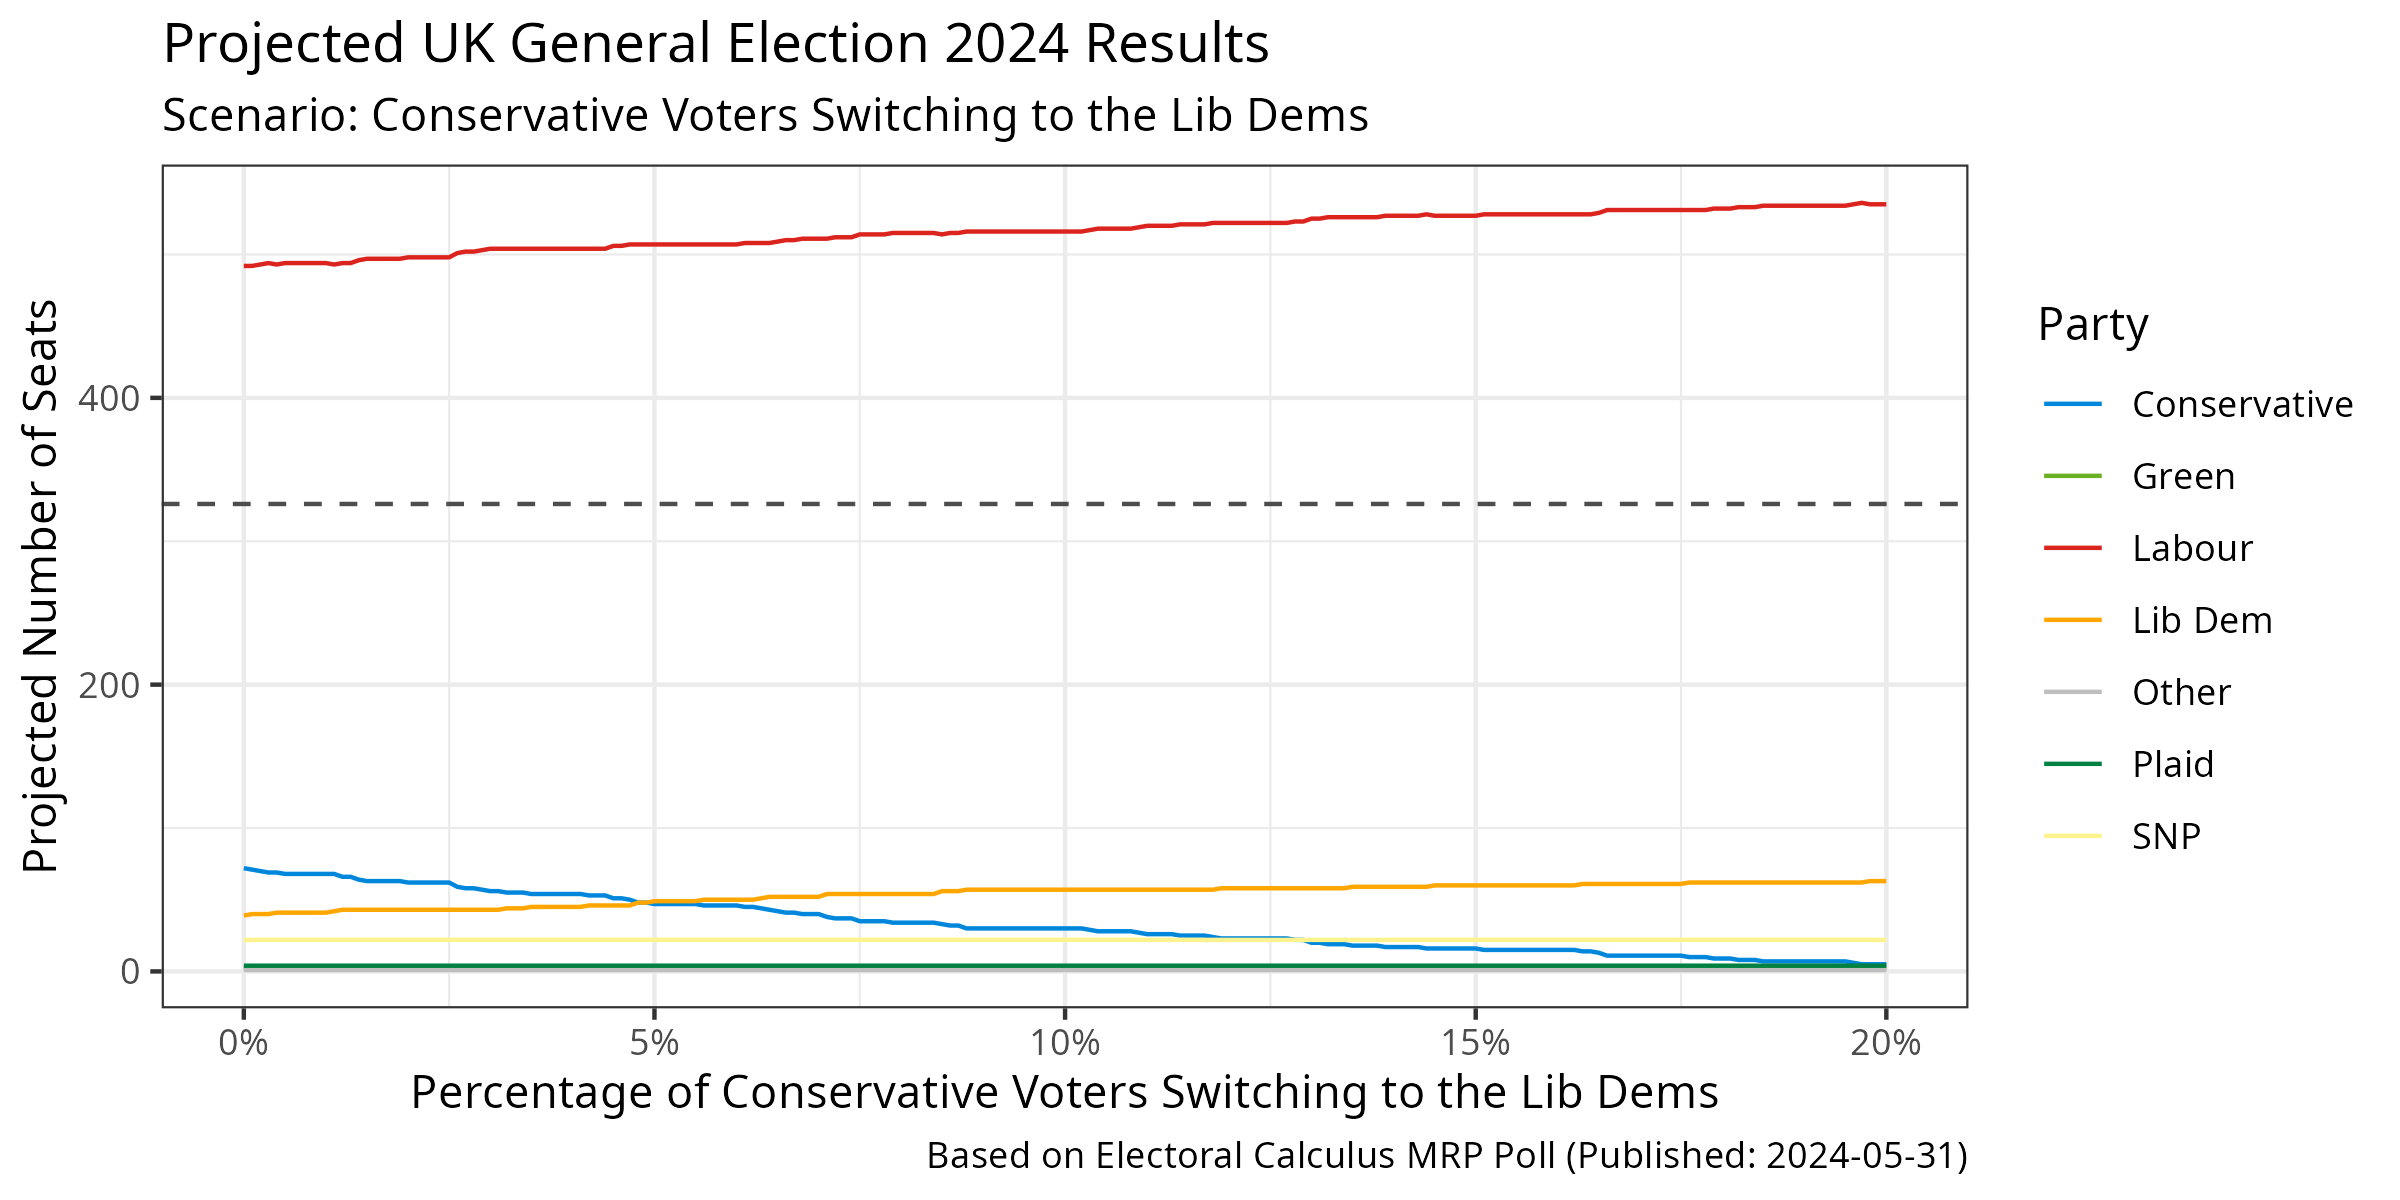 Projected UK General Election 2024 Results
Scenario: Conservative Voters Switching to the Lib Dems
Projected Number of Seats
400
200
0
0%
5%
10%
15%
20%
Percentage of Conservative Voters Switching to the Lib Dems
Party
Conservative
Green
Labour
Lib Dem
Other
Plaid
SNP
Based on Electoral Calculus MRP Poll (Published: 2024-05-31)